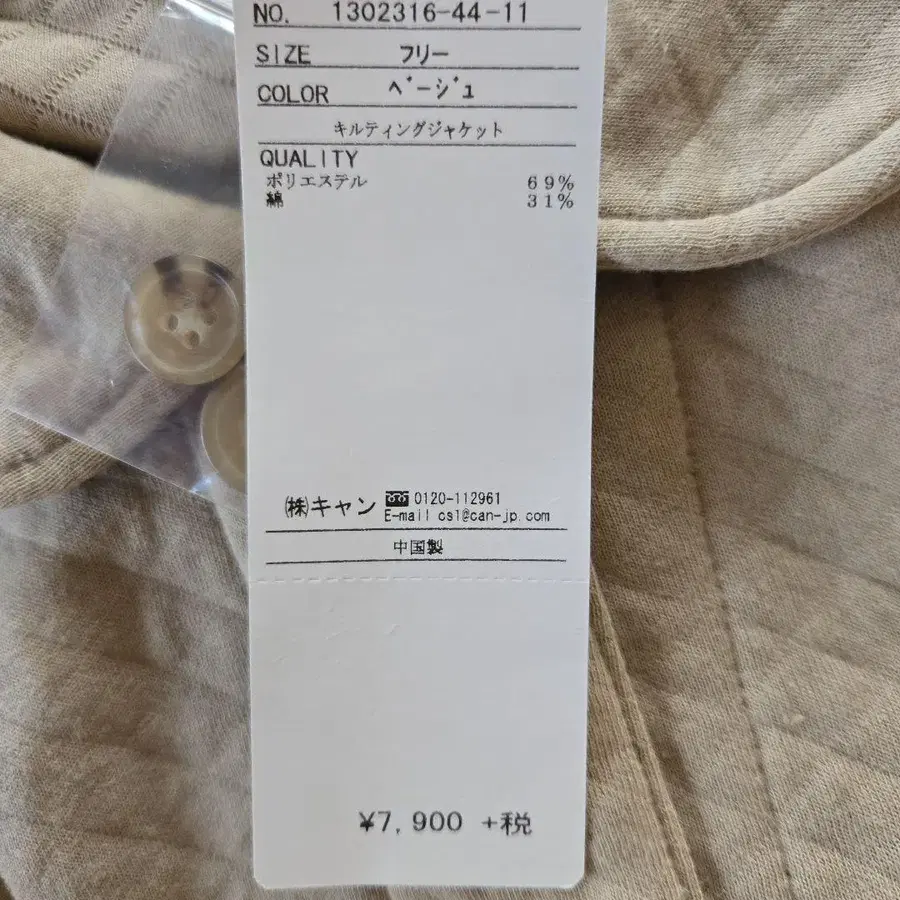 NO. 1302316-44-11
SIZE フリー
COLOR ベージュ
キルティングジャケット
QUALITY
ポリエステル 69%
綿 31%
㈱キャン 0120-112961
E-mail cs1@can-jp.com
中国製
¥7,900 +税